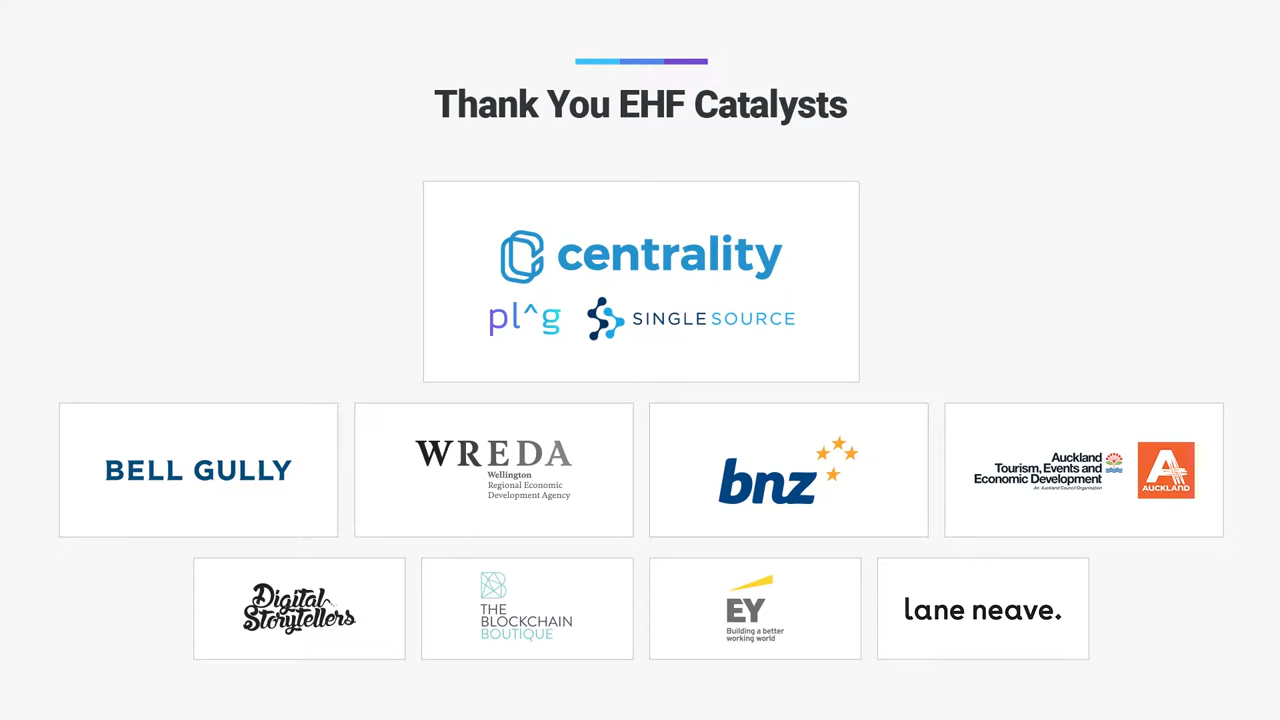 Thank You EHF Catalysts
centrality
pl^g
SINGLESOURCE
BELL GULLY
WREDA
Wellington
Regional Economic
Development Agency
bnz
Auckland
Tourism, Events and
Economic Development
An Auckland Council Organisation
AUCKLAND
Digital
Storytellers
THE
BLOCKCHAIN
BOUTIQUE
EY
Building a better
working world
lane neave.